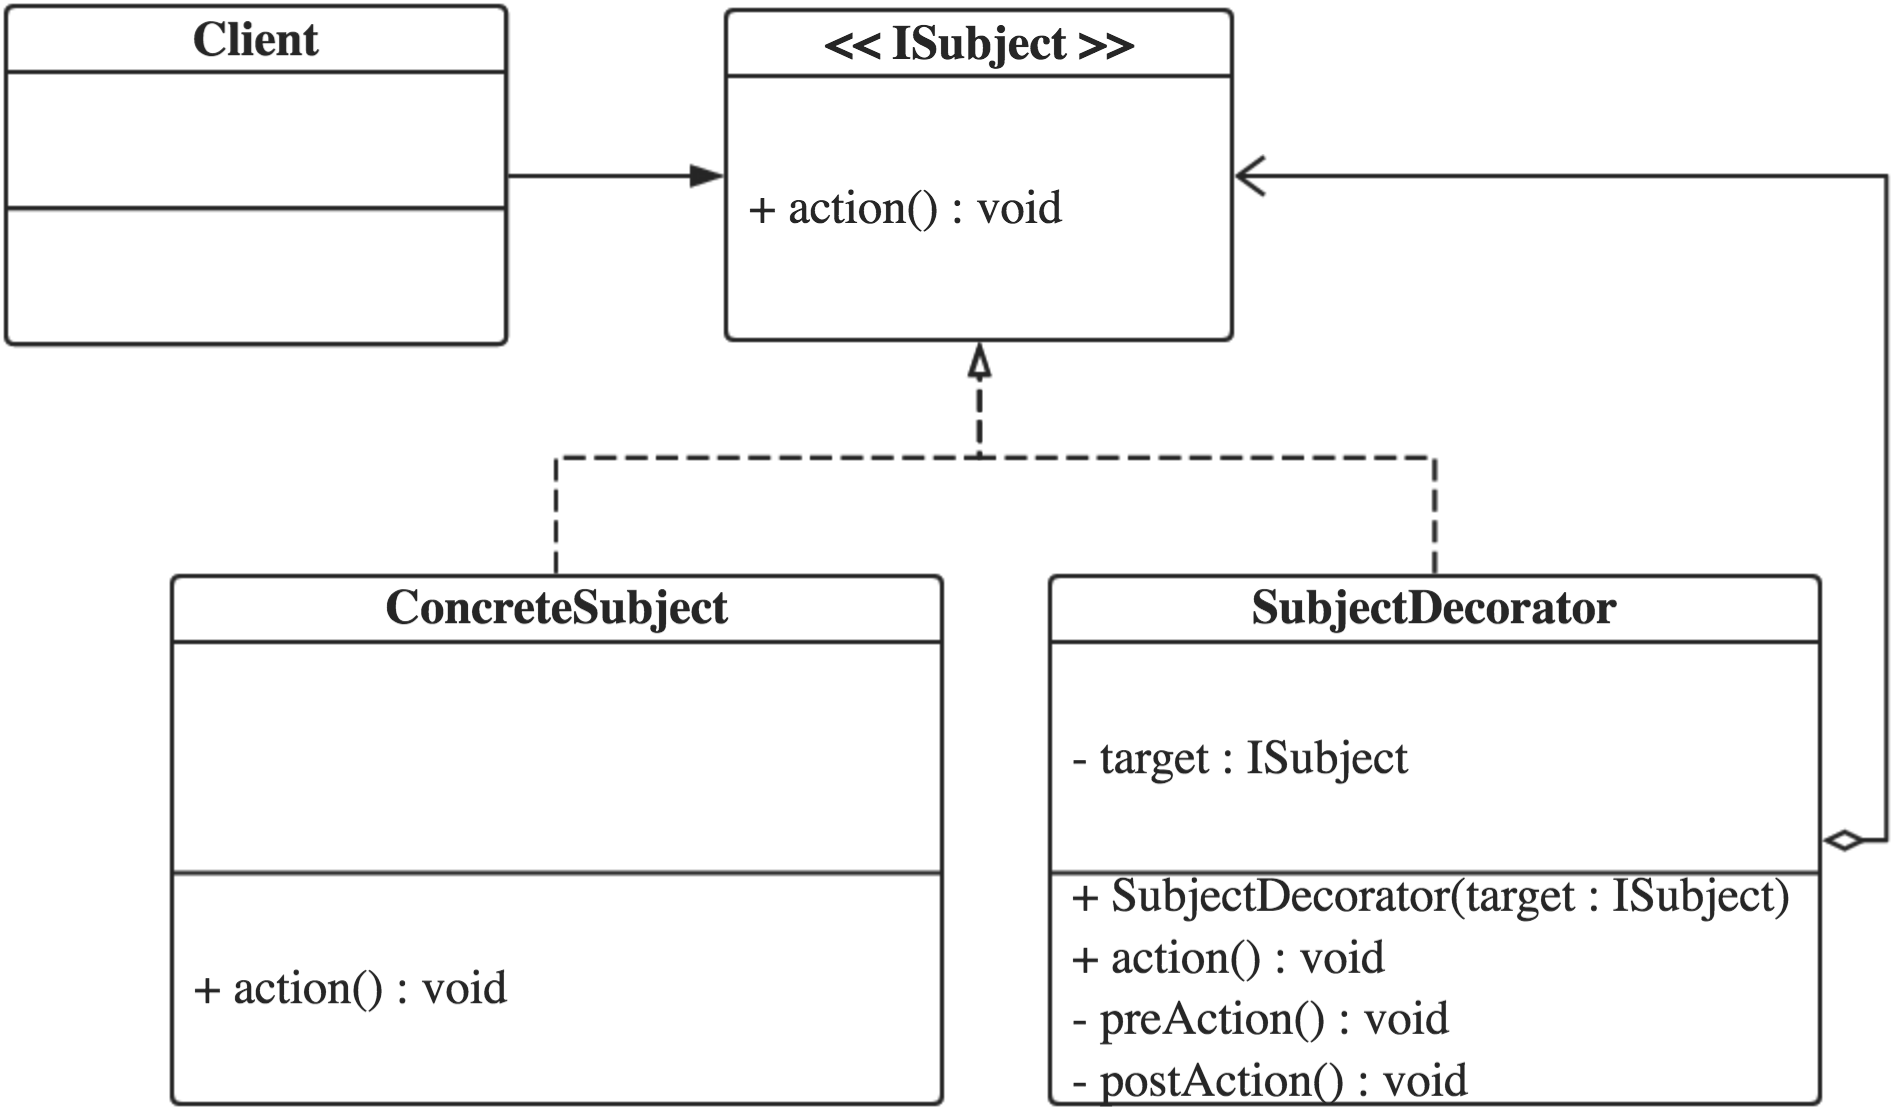 Client
<< ISubject >>
+ action() : void
ConcreteSubject
+ action() : void
SubjectDecorator
- target : ISubject
+ SubjectDecorator(target : ISubject)
+ action() : void
- preAction() : void
- postAction() : void